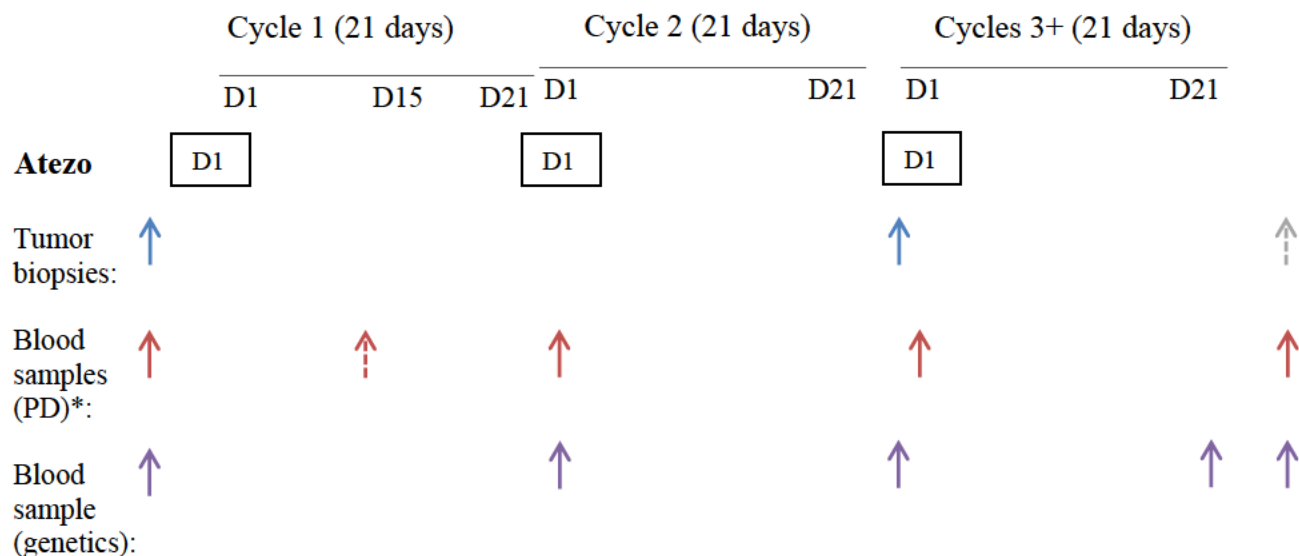 Cycle 1 (21 days) Cycle 2 (21 days) Cycles 3+ (21 days)
D1 D15 D21 D1 D21 D1 D21
Atezo D1 D1 D1
Tumor
biopsies:
Blood
samples
(PD)*:
Blood
sample
(genetics):